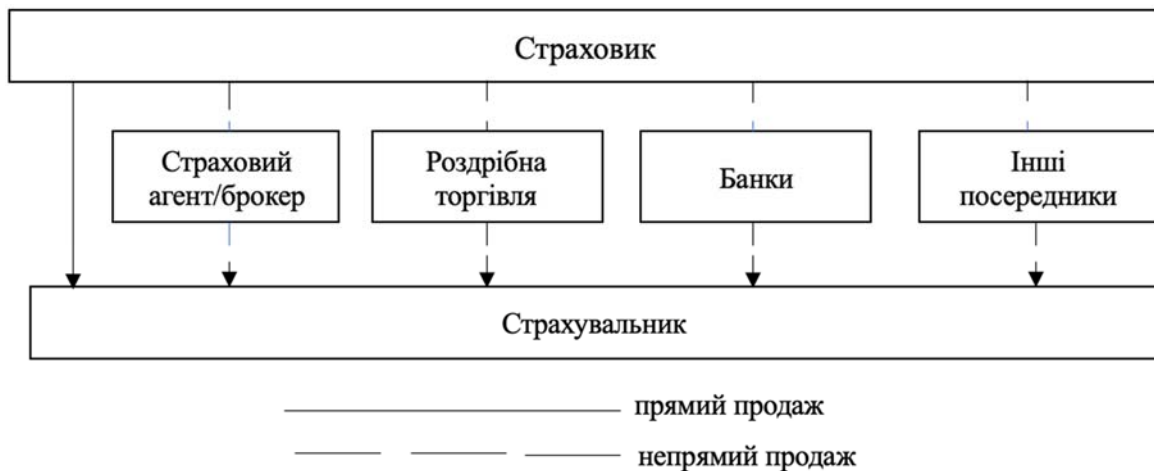 Страховик
Страховий
агент/брокер
Роздрібна
торгівля
Банки
Інші
посередники
Страхувальник
прямий продаж
непрямий продаж